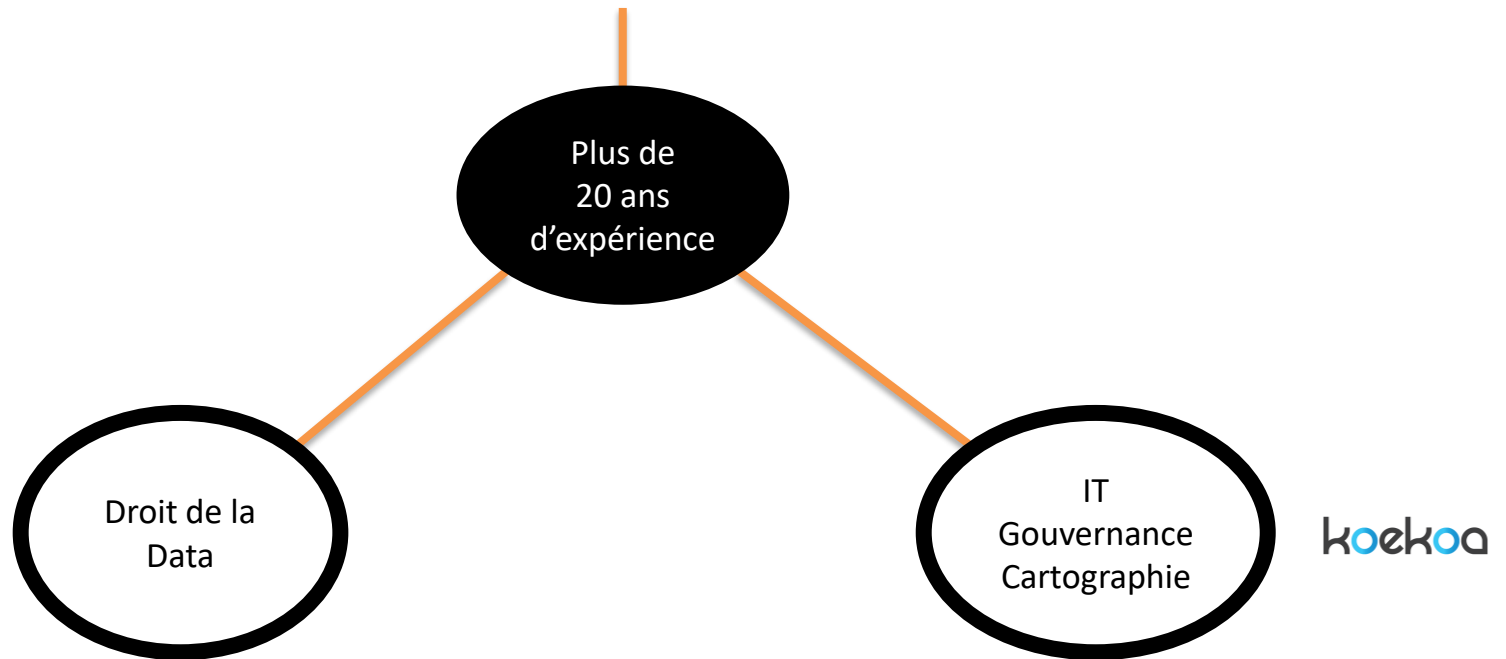 Plus de
20 ans
d’expérience
Droit de la
Data
IT
Gouvernance
Cartographie
koekoa